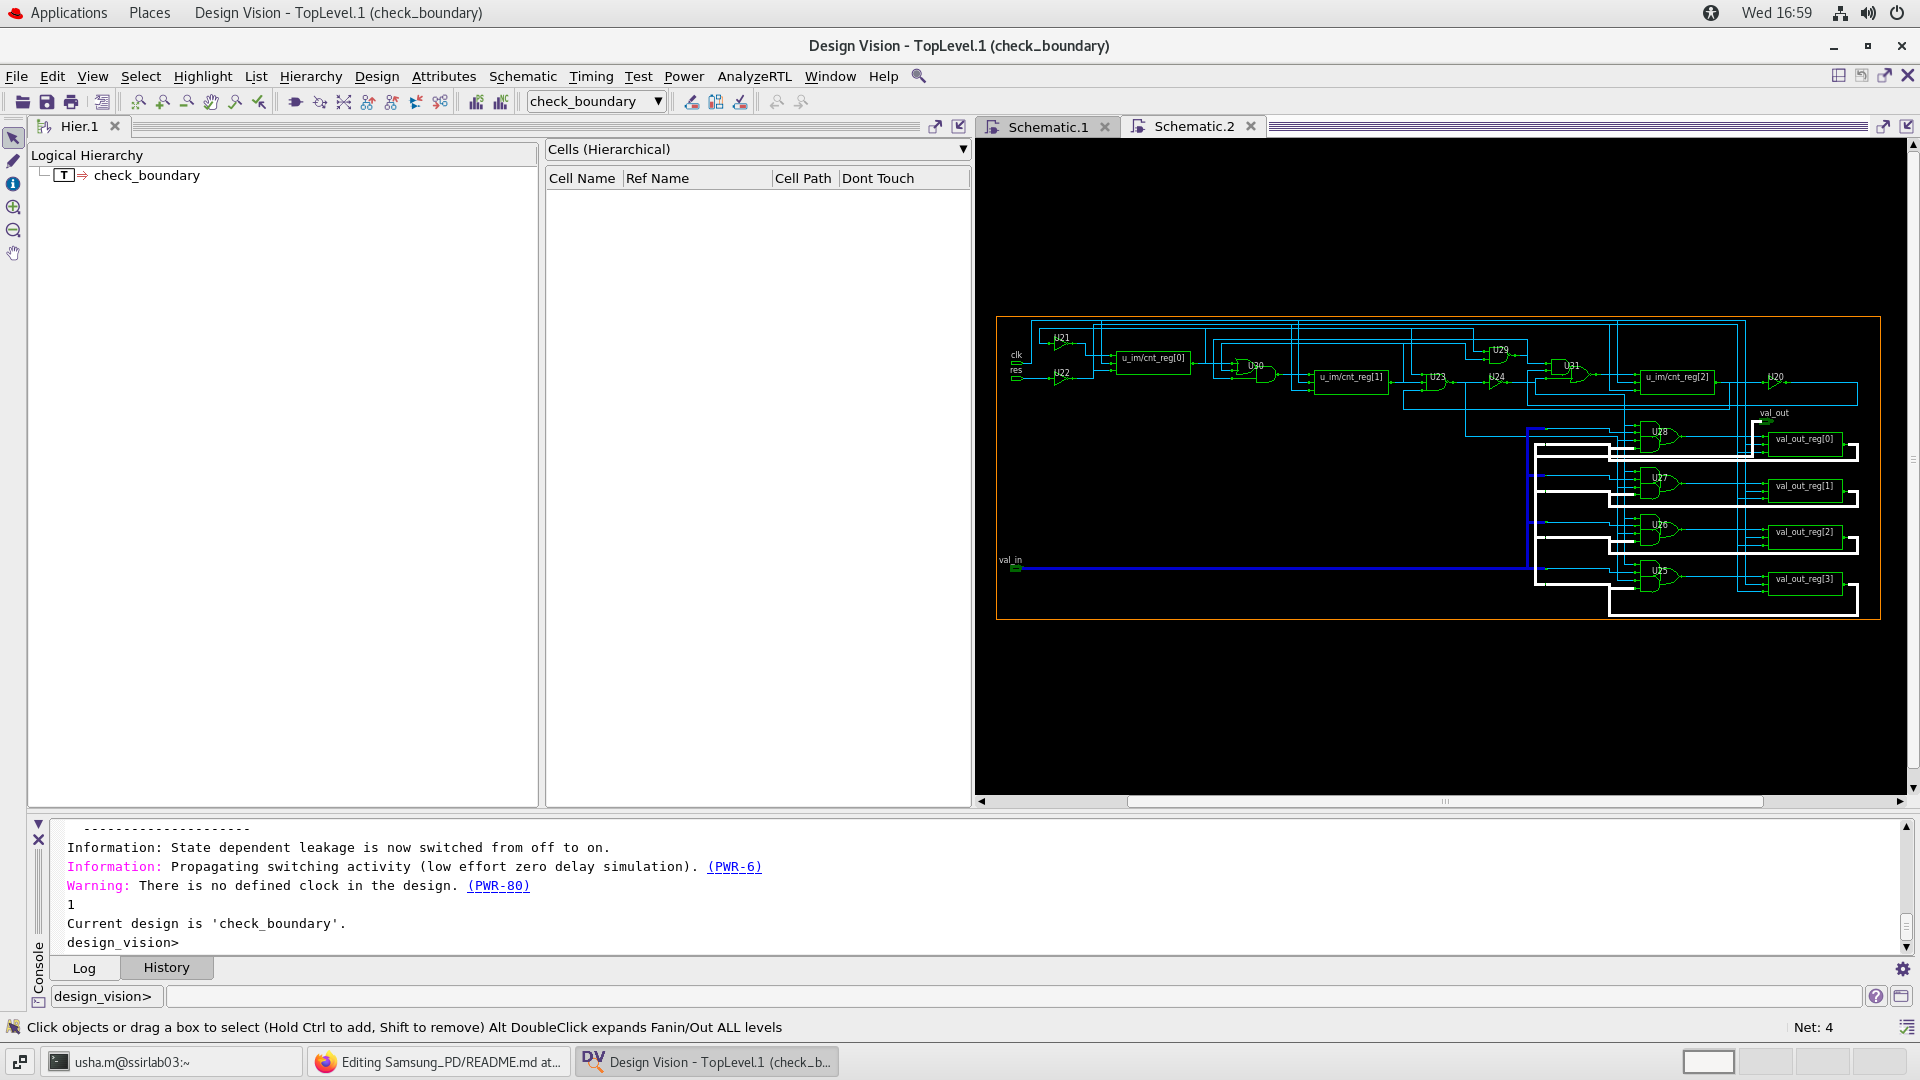 Applications Places Design Vision - TopLevel.1 (check_boundary) Wed 16:59
Design Vision - TopLevel.1 (check_boundary)
File Edit View Select Highlight List Hierarchy Design Attributes Schematic Timing Test Power AnalyzeRTL Window Help
check_boundary
Hier.1
Schematic.1 Schematic.2
Logical Hierarchy
T check_boundary
Cells (Hierarchical)
Cell Name Ref Name Cell Path Dont Touch
clk
res
U21
U22
u_im/cnt_reg[0]
U30
u_im/cnt_reg[1]
U23
U29
U24
U31
u_im/cnt_reg[2]
U20
val_out
U28
val_out_reg[0]
U27
val_out_reg[1]
U26
val_out_reg[2]
val_in
U25
val_out_reg[3]
---------------------
Information: State dependent leakage is now switched from off to on.
Information: Propagating switching activity (low effort zero delay simulation). (PWR-6)
Warning: There is no defined clock in the design. (PWR-80)
1
Current design is 'check_boundary'.
design_vision>
Console
Log History
design_vision>
Click objects or drag a box to select (Hold Ctrl to add, Shift to remove) Alt DoubleClick expands Fanin/Out ALL levels Net: 4
usha.m@ssirlab03:~ Editing Samsung_PD/README.md at... DV Design Vision - TopLevel.1 (check_b...